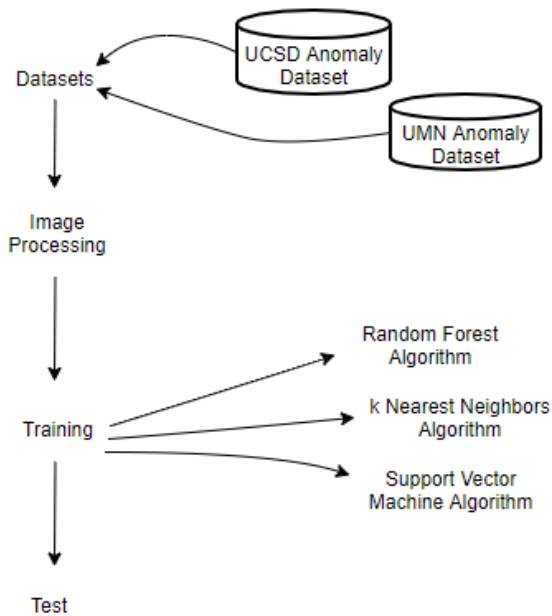 UCSD Anomaly
Dataset
Datasets
UMN Anomaly
Dataset
Image
Processing
Random Forest
Algorithm
k Nearest Neighbors
Algorithm
Training
Support Vector
Machine Algorithm
Test